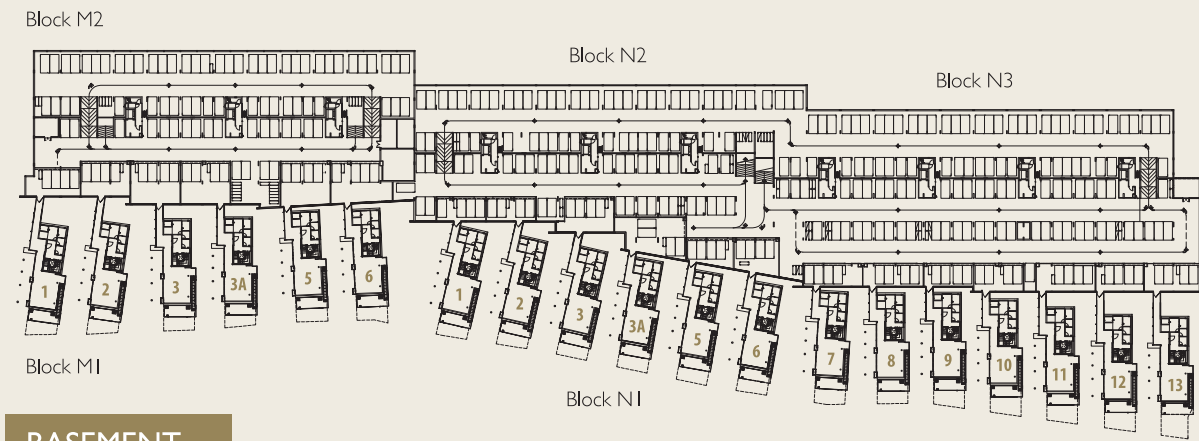 Block M2
Block N2
Block N3
1 2 3 3A 5 6
1 2 3 3A 5 6 7 8 9 10 11 12 13
Block M1
Block N1
BASEMENT